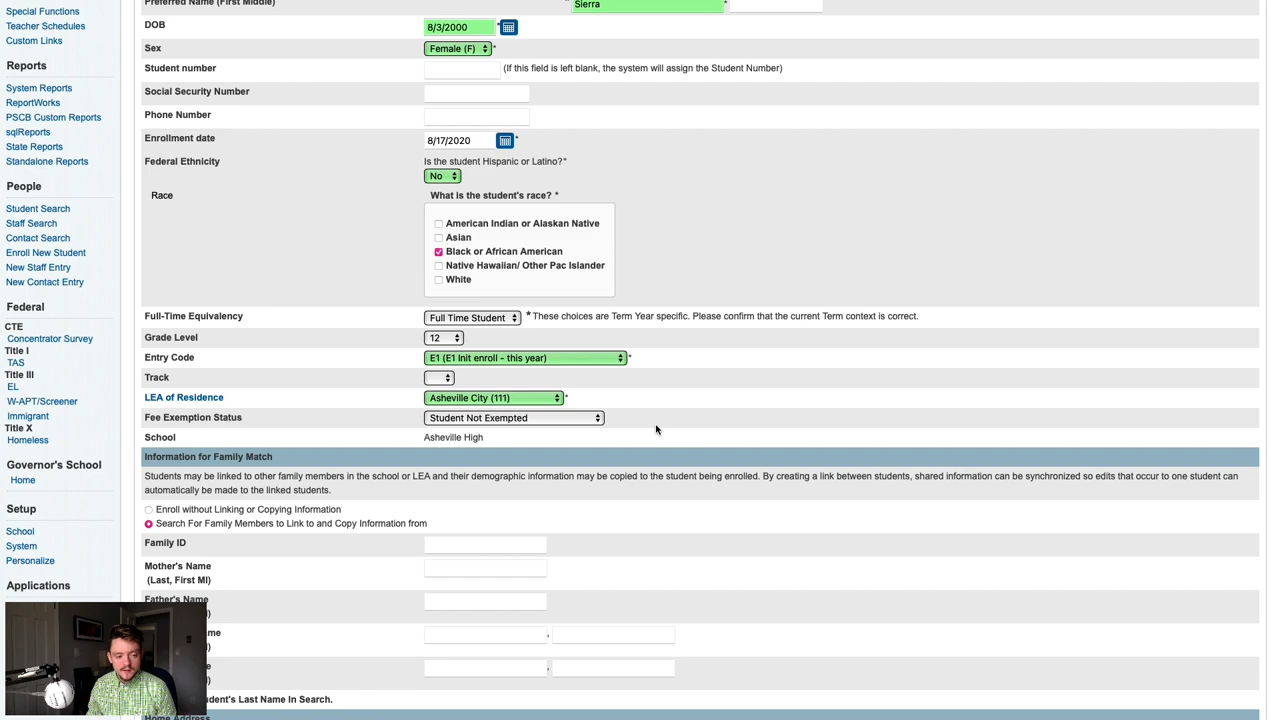 Special Functions
Teacher Schedules
Custom Links
Reports
System Reports
ReportWorks
PSCB Custom Reports
sqlReports
State Reports
Standalone Reports
People
Student Search
Staff Search
Contact Search
Enroll New Student
New Staff Entry
New Contact Entry
Federal
CTE
Concentrator Survey
Title I
TAS
Title III
EL
W-APT/Screener
Immigrant
Title X
Homeless
Governor's School
Home
Setup
School
System
Personalize
Applications
Preferred Name (First Middle) * Sierra *
DOB 8/3/2000 *
Sex Female (F) *
Student number (If this field is left blank, the system will assign the Student Number)
Social Security Number
Phone Number
Enrollment date 8/17/2020 *
Federal Ethnicity Is the student Hispanic or Latino?*
No
Race What is the student's race? *
American Indian or Alaskan Native
Asian
Black or African American
Native Hawaiian/ Other Pac Islander
White
Full-Time Equivalency Full Time Student * These choices are Term Year specific. Please confirm that the current Term context is correct.
Grade Level 12
Entry Code E1 (E1 Init enroll - this year) *
Track
LEA of Residence Asheville City (111) *
Fee Exemption Status Student Not Exempted
School Asheville High
Information for Family Match
Students may be linked to other family members in the school or LEA and their demographic information may be copied to the student being enrolled. By creating a link between students, shared information can be synchronized so edits that occur to one student can
automatically be made to the linked students.
Enroll without Linking or Copying Information
Search For Family Members to Link to and Copy Information from
Family ID
Mother's Name
(Last, First MI)
Father's Name
,
,
Last Name In Search.
Home Address